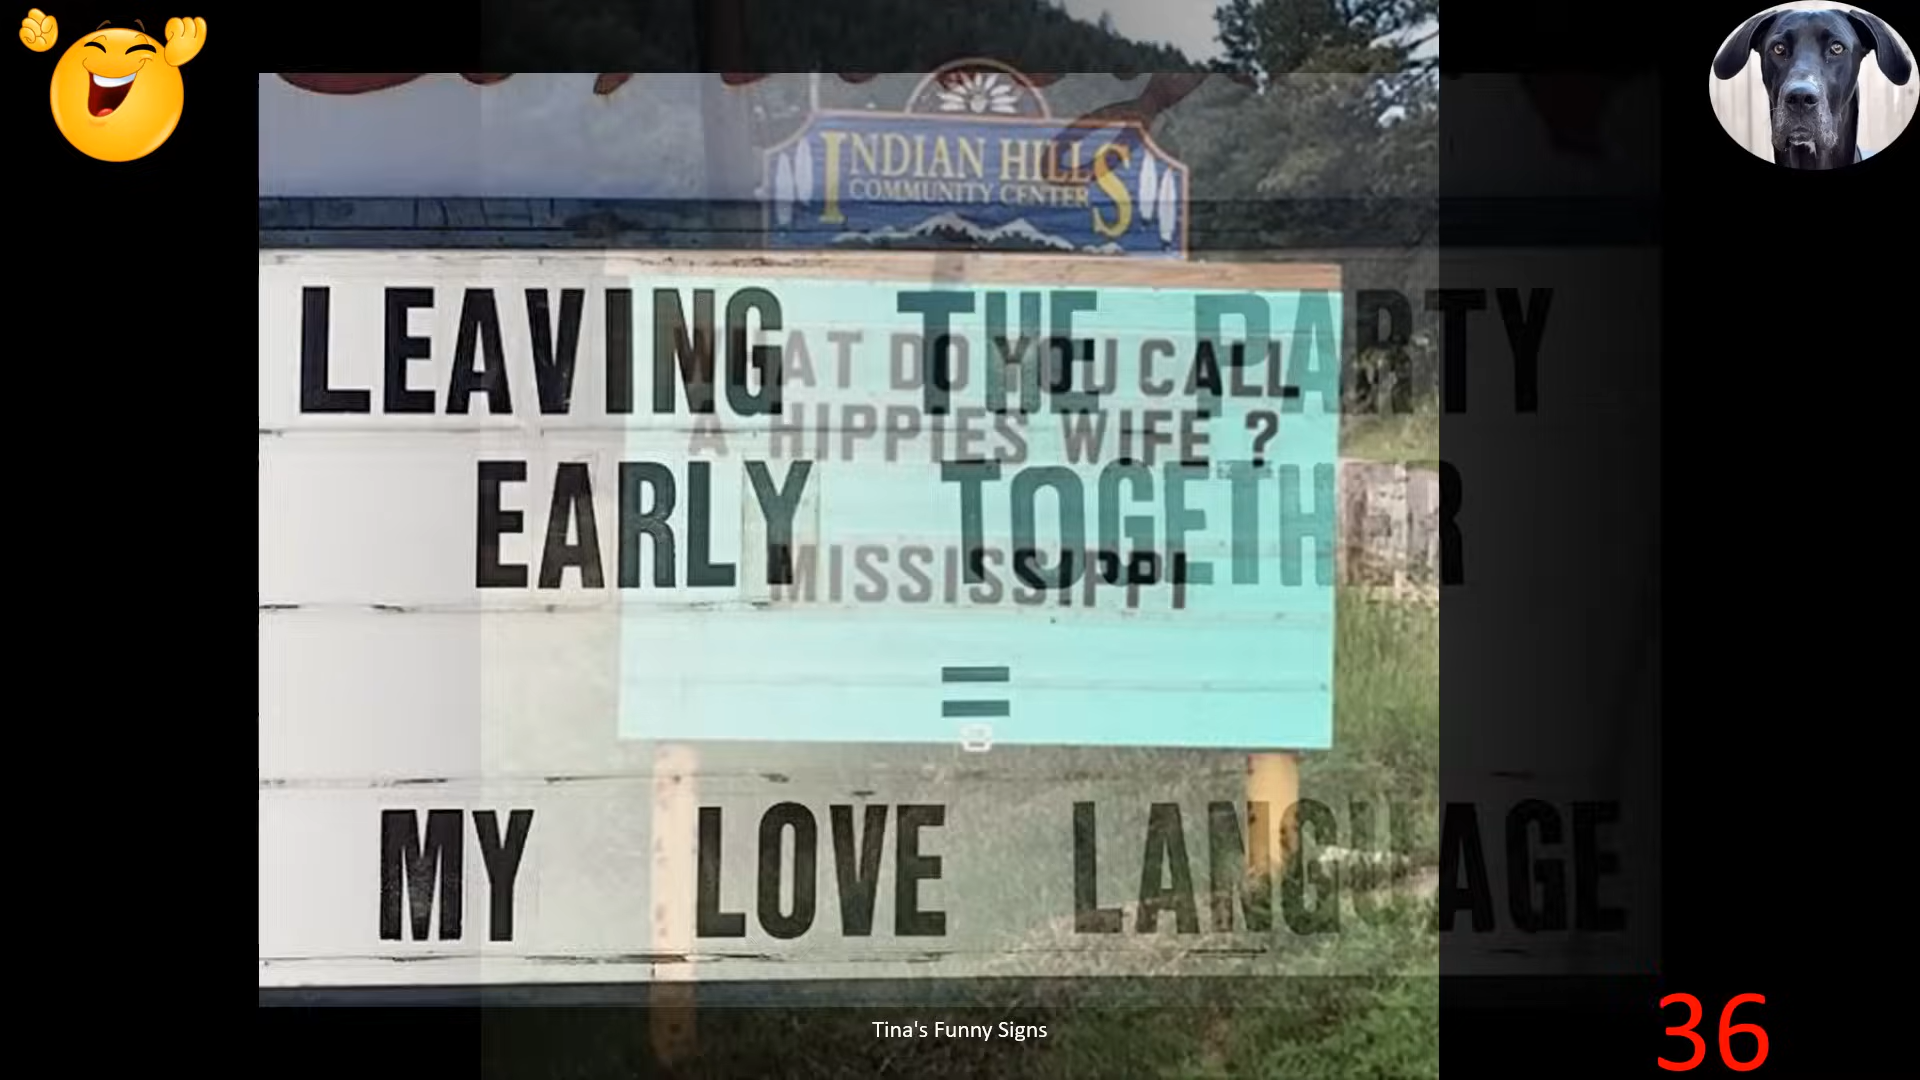 INDIAN HILLS
COMMUNITY CENTER
WHAT DO YOU CALL
A HIPPIES WIFE ?
MISSISSIPPI
LEAVING THE PARTY
EARLY TOGETHER
=
MY LOVE LANGUAGE
Tina's Funny Signs
36